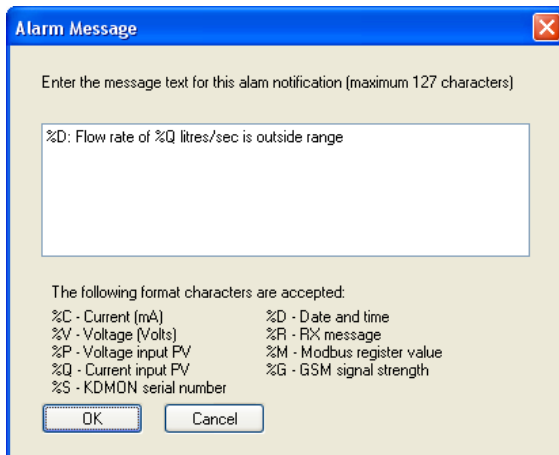 Alarm Message
Enter the message text for this alam notification (maximum 127 characters)
%D: Flow rate of %Q litres/sec is outside range
The following format characters are accepted:
%C - Current (mA)
%V - Voltage (Volts)
%P - Voltage input PV
%Q - Current input PV
%S - KDMON serial number
%D - Date and time
%R - RX message
%M - Modbus register value
%G - GSM signal strength
OK
Cancel